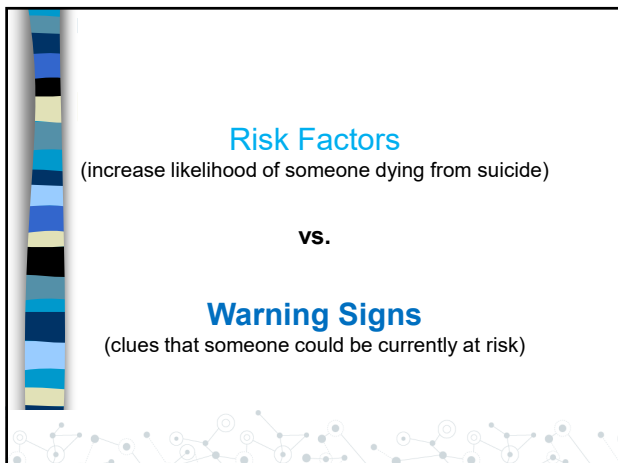 Risk Factors
(increase likelihood of someone dying from suicide)
vs.
Warning Signs
(clues that someone could be currently at risk)